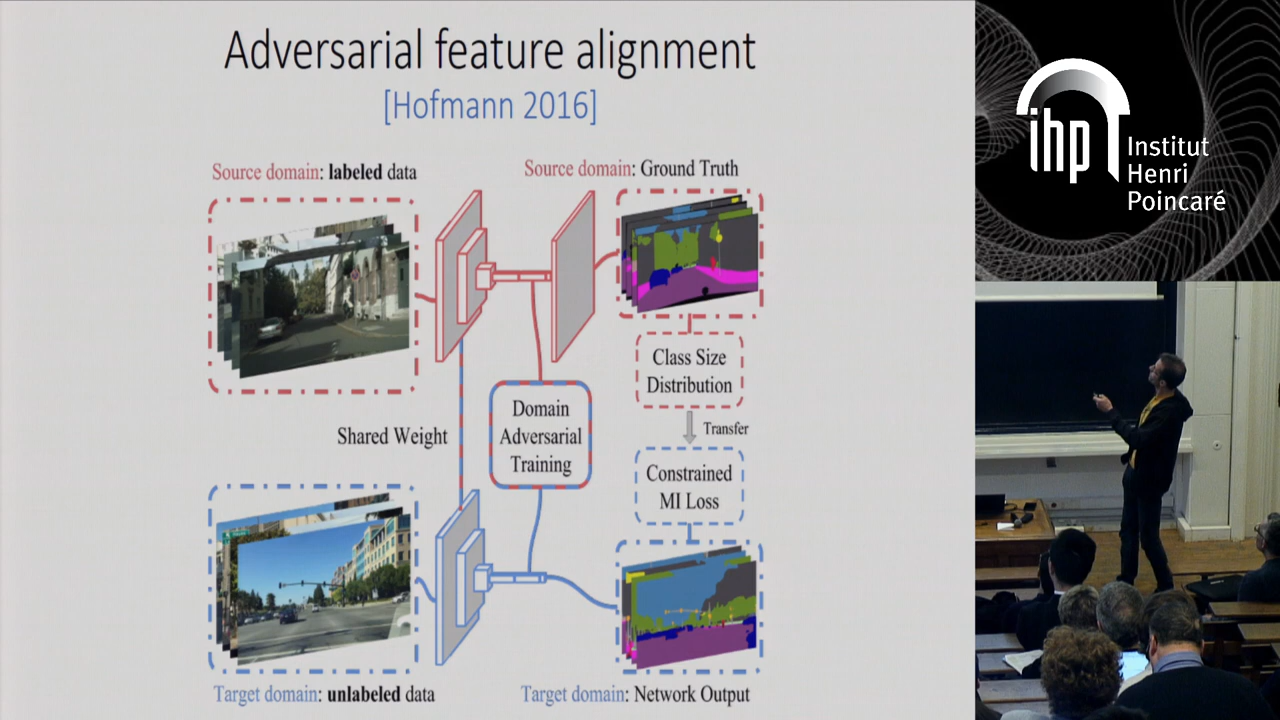 Adversarial feature alignment
[Hofmann 2016]
Source domain: labeled data
Source domain: Ground Truth
Class Size
Distribution
Transfer
Domain
Adversarial
Training
Shared Weight
Constrained
MI Loss
Target domain: unlabeled data
Target domain: Network Output
ihp
Institut
Henri
Poincaré